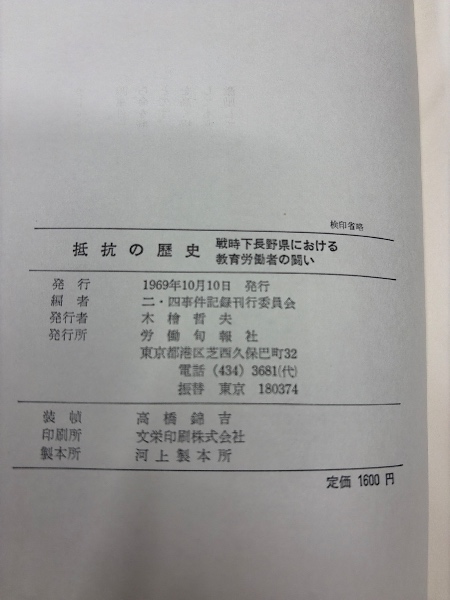 検印省略
抵抗の歴史 戦時下長野県における
教育労働者の闘い
発行 1969年10月10日 発行
編者 二・四事件記録刊行委員会
発行者 木檜哲夫
発行所 労働旬報社
東京都港区芝西久保巴町32
電話 (434) 3681(代)
振替 東京 180374
装幀 高橋錦吉
印刷所 文栄印刷株式会社
製本所 河上製本所
定価 1600円